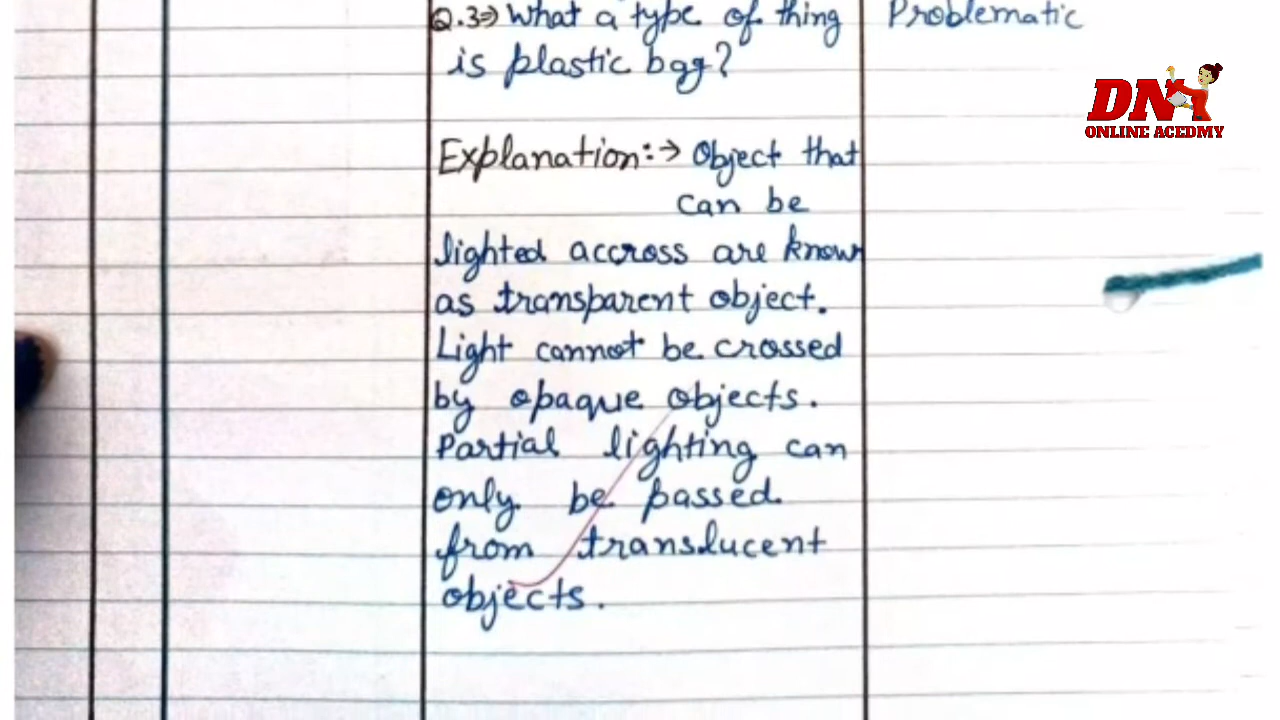 Q.3⇒ What a type of thing
is plastic bag?
Problematic
DNA
ONLINE ACEDMY
Explanation:→ Object that
can be
lighted accross are known
as transparent object.
Light cannot be crossed
by opaque objects.
Partial lighting can
only be passed
from translucent
objects.